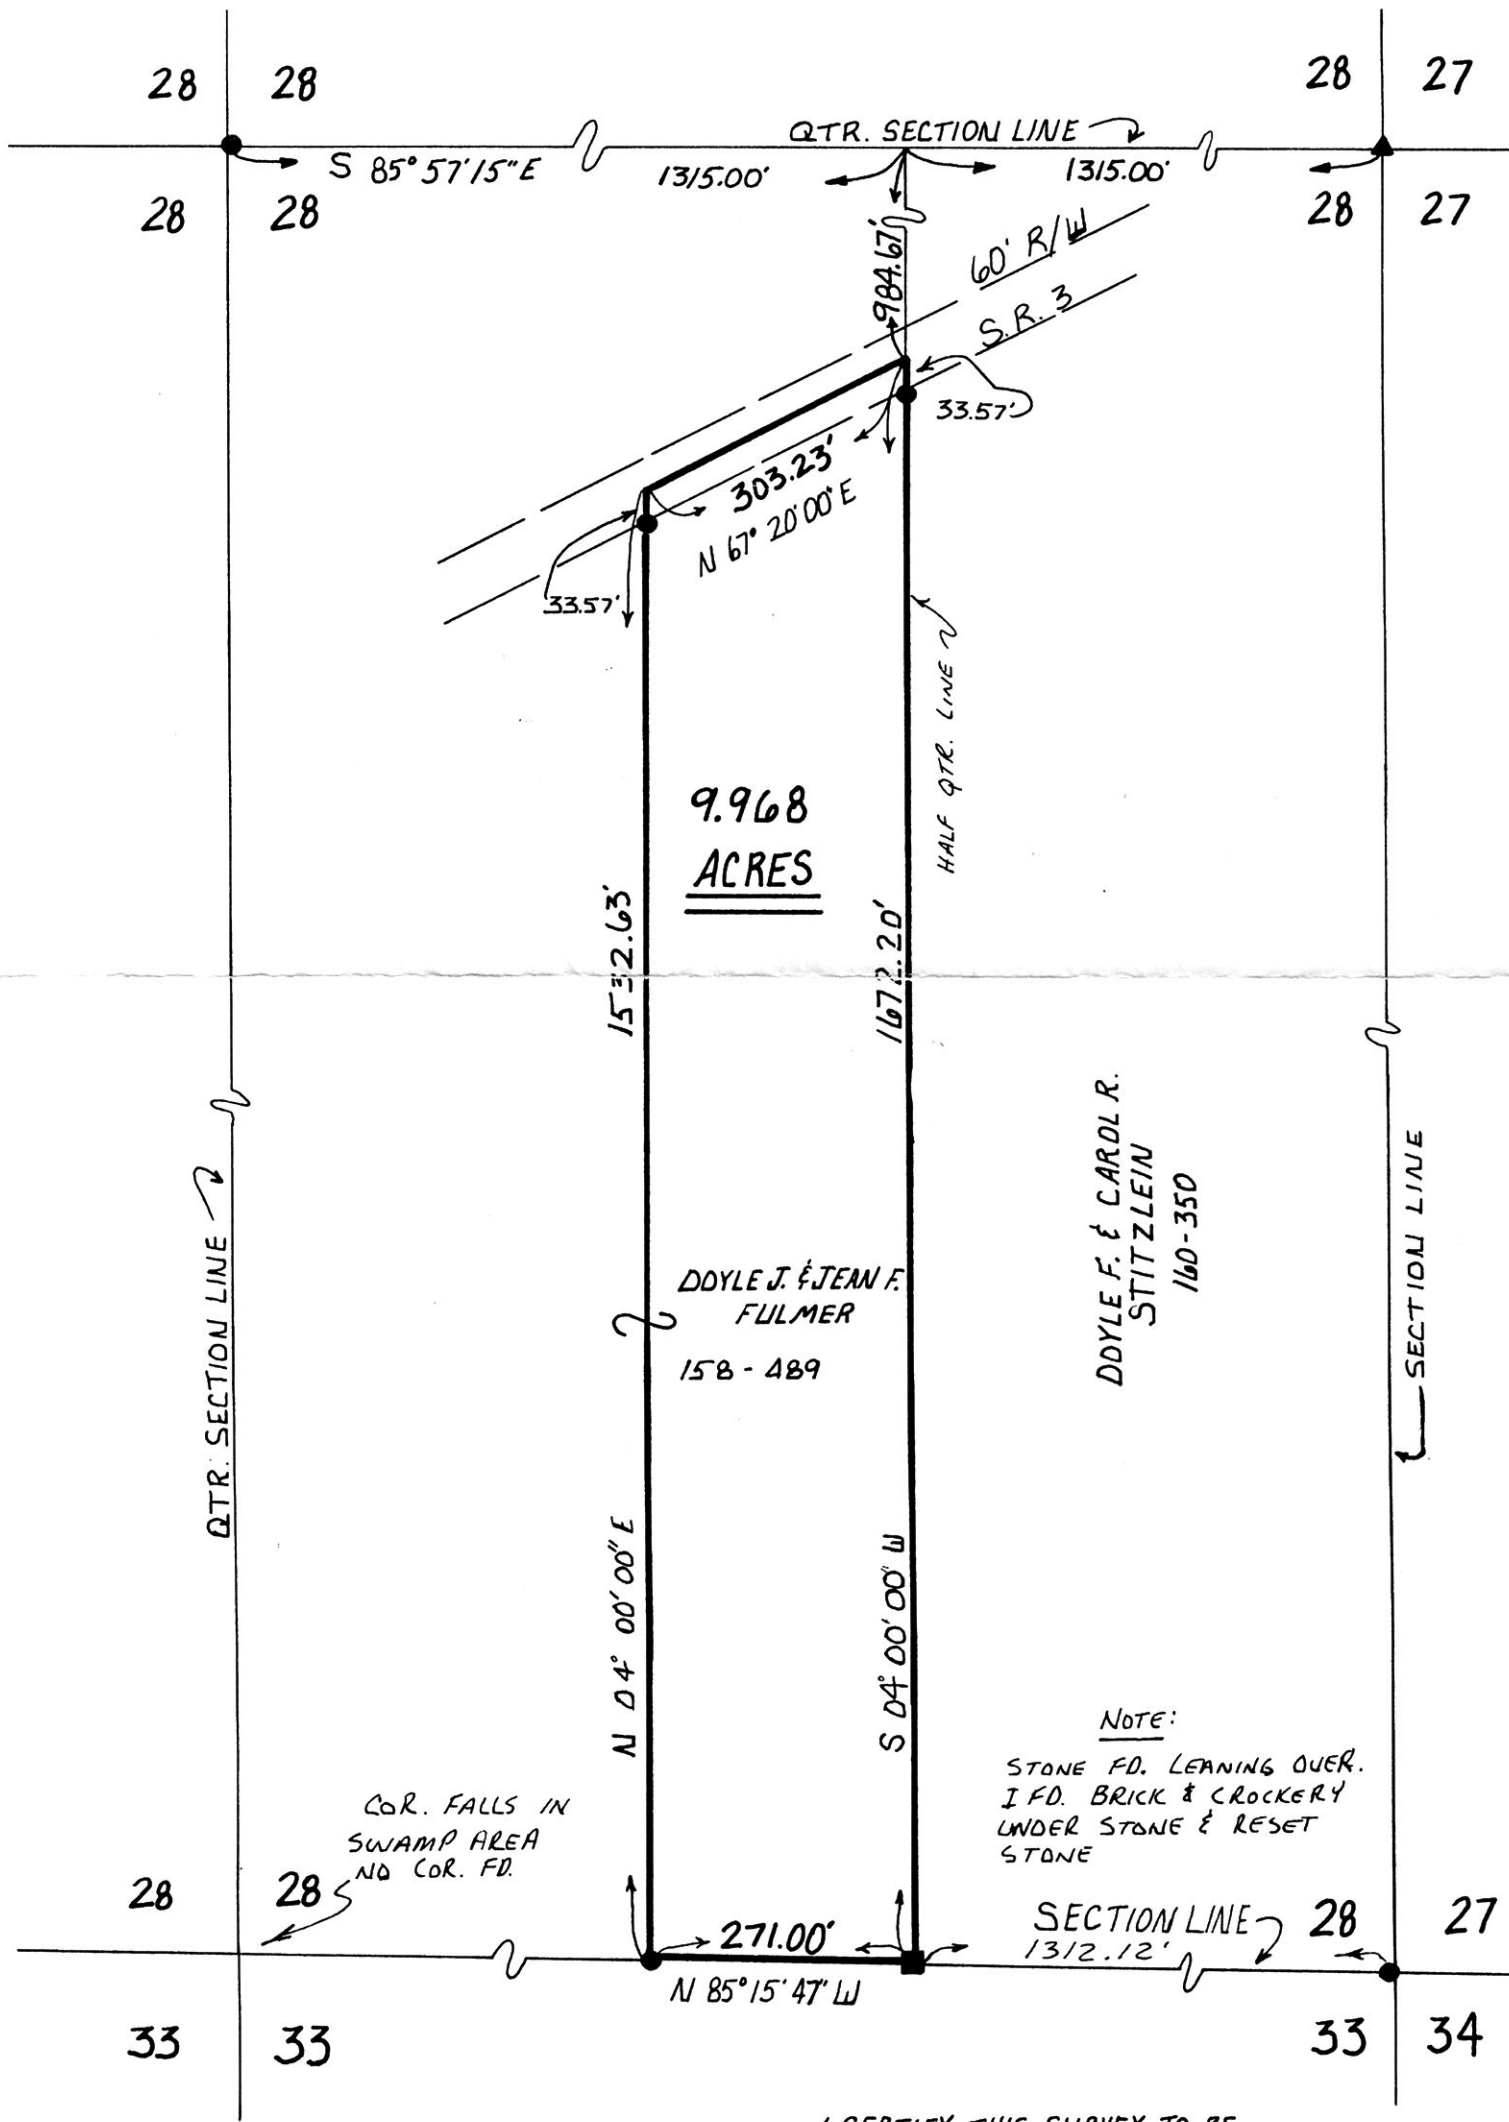 28 28 28 27
QTR. SECTION LINE
S 85° 57' 15" E 1315.00' 1315.00'
28 28 28 27
984.67'
60' R/W
S.R. 3
33.57'
303.23'
N 67° 20' 00" E
33.57'
HALF QTR. LINE
9.968
ACRES
1532.63'
1672.20'
DOYLE F. & CAROL R.
STITZLEIN
160-350
SECTION LINE
QTR. SECTION LINE
DOYLE J. & JEAN F.
FULMER
158 - 489
N 04° 00' 00" E
S 04° 00' 00" W
NOTE:
STONE FD. LEANING OVER.
I FD. BRICK & CROCKERY
UNDER STONE & RESET
STONE
COR. FALLS IN
SWAMP AREA
NO COR. FD.
28 28 28 27
SECTION LINE
1312.12'
271.00'
N 85° 15' 47" W
33 33 33 34
I CERTIFY THIS SURVEY TO BE